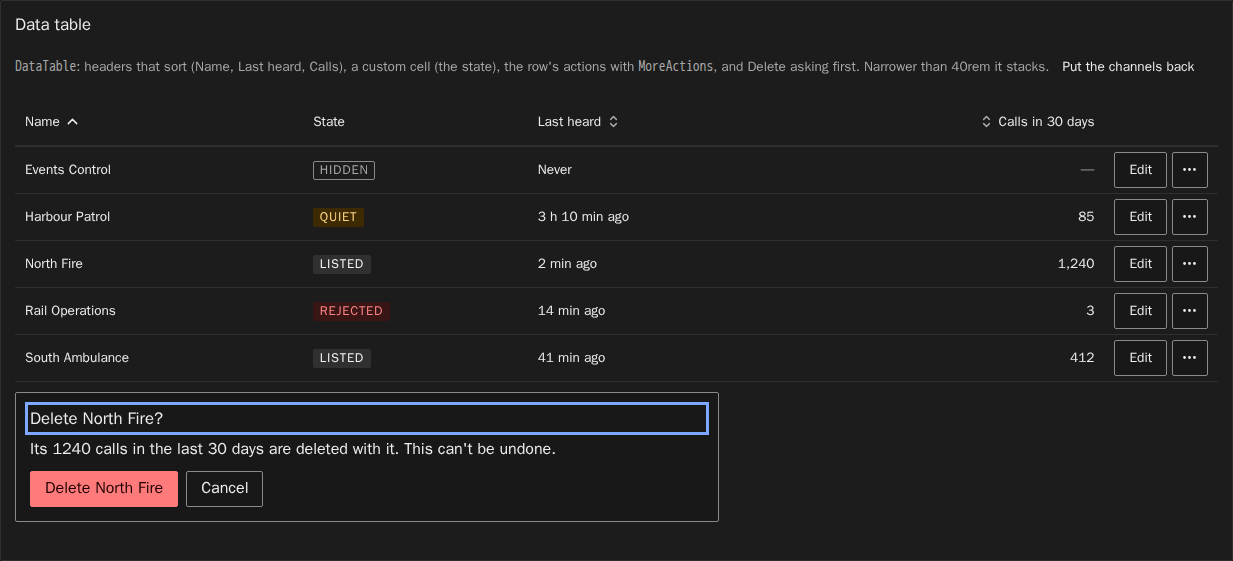 Data table
DataTable: headers that sort (Name, Last heard, Calls), a custom cell (the state), the row's actions with MoreActions, and Delete asking first. Narrower than 40rem it stacks. Put the channels back
Name State Last heard Calls in 30 days
Events Control HIDDEN Never — Edit ···
Harbour Patrol QUIET 3 h 10 min ago 85 Edit ···
North Fire LISTED 2 min ago 1,240 Edit ···
Rail Operations REJECTED 14 min ago 3 Edit ···
South Ambulance LISTED 41 min ago 412 Edit ···
Delete North Fire?
Its 1240 calls in the last 30 days are deleted with it. This can't be undone.
Delete North Fire Cancel